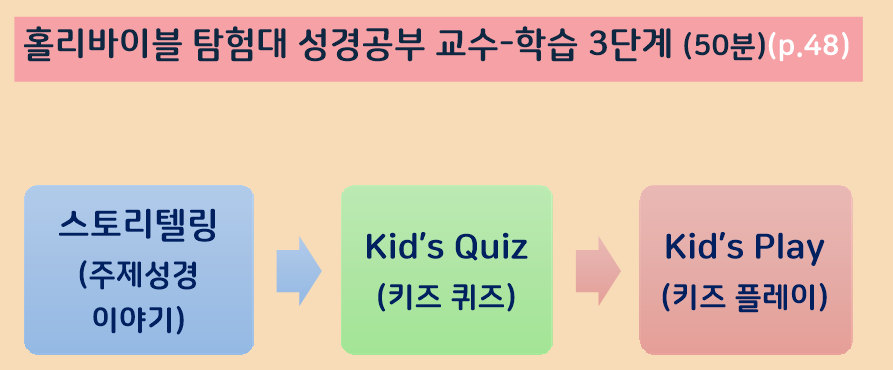 홀리바이블 탐험대 성경공부 교수-학습 3단계 (50분)(p.48)
스토리텔링
(주제성경
이야기)
Kid's Quiz
(키즈 퀴즈)
Kid's Play
(키즈 플레이)